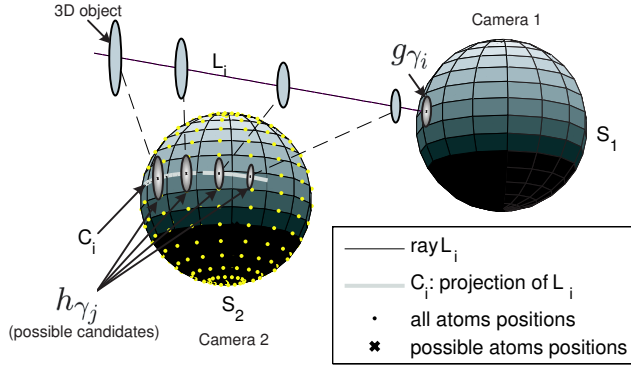 3D object
Camera 1
L_i
g_{γ_i}
S_1
C_i
h_{γ_j}
(possible candidates)
S_2
Camera 2
ray L_i
C_i: projection of L_i
all atoms positions
possible atoms positions